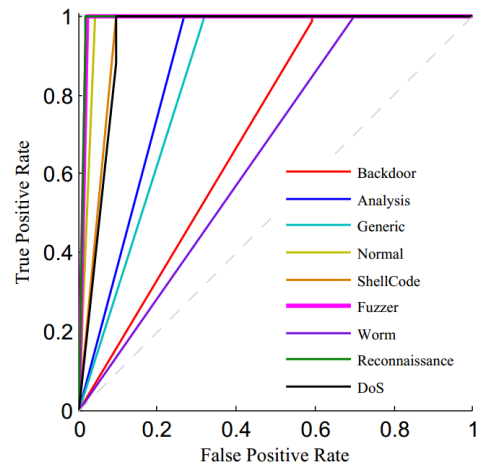 1
0.8
0.6
0.4
0.2
0
True Positive Rate
Backdoor
Analysis
Generic
Normal
ShellCode
Fuzzer
Worm
Reconnaissance
DoS
0 0.2 0.4 0.6 0.8 1
False Positive Rate